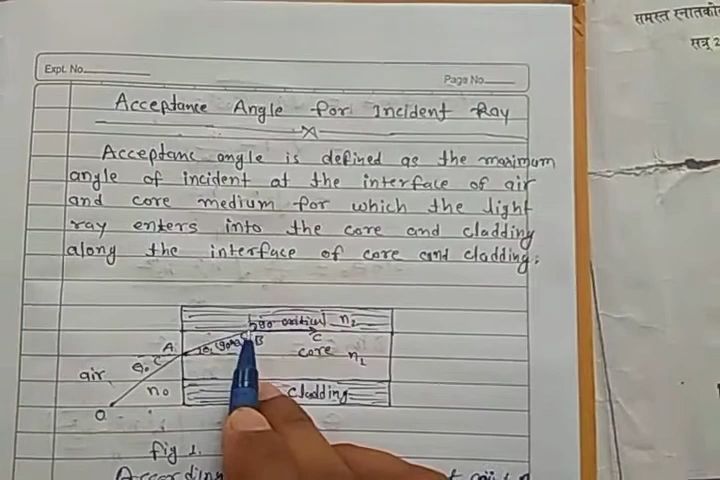 समस्त स्नातको
सत्र 2
Expt. No.
Page No.
Acceptance Angle for Incident Ray
Acceptanc angle is defined as the maximum
angle of incident at the interface of air
and core medium for which the light
ray enters into the core and cladding
along the interface of core and cladding.
90 critical n2
A
B
C
core n1
air
n0
cladding
O
fig 1.